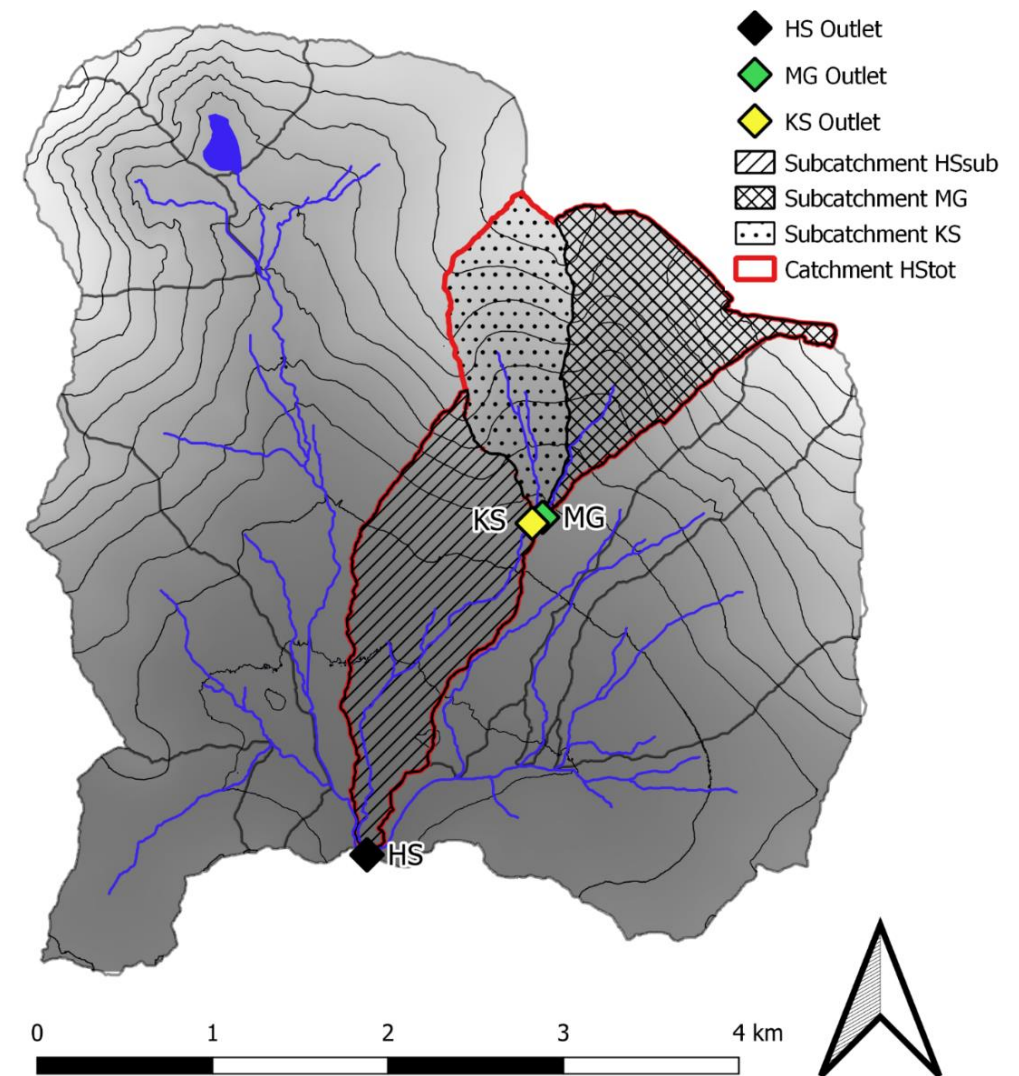 HS Outlet
MG Outlet
KS Outlet
Subcatchment HSsub
Subcatchment MG
Subcatchment KS
Catchment HStot
KS MG
HS
0 1 2 3 4 km